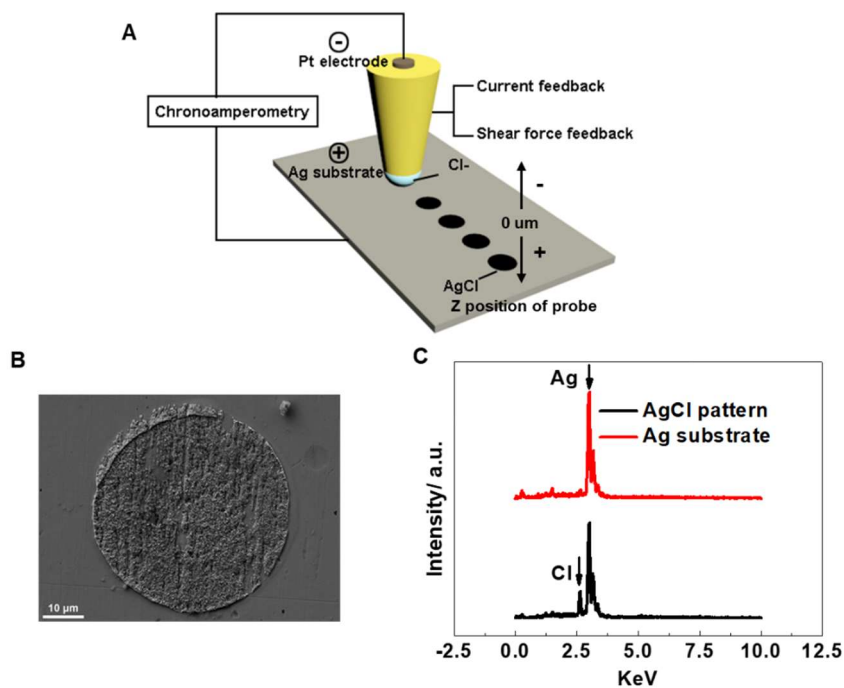 A
Pt electrode
Chronoamperometry
Current feedback
Shear force feedback
Ag substrate
Cl-
-
0 um
+
AgCl
Z position of probe
B
10 µm
C
Ag
AgCl pattern
Ag substrate
Cl
Intensity/ a.u.
-2.5 0.0 2.5 5.0 7.5 10.0 12.5
KeV